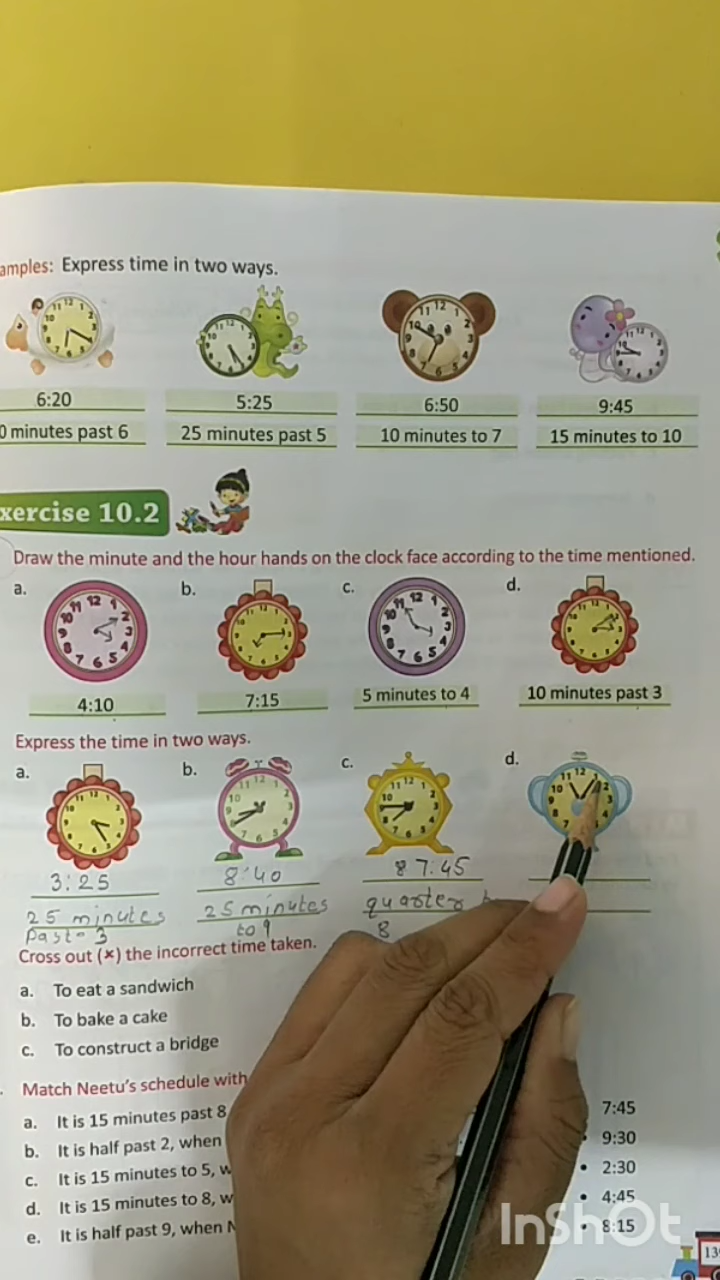 amples: Express time in two ways.
6:20 5:25 6:50 9:45
0 minutes past 6 25 minutes past 5 10 minutes to 7 15 minutes to 10
xercise 10.2
Draw the minute and the hour hands on the clock face according to the time mentioned.
a. b. c. d.
4:10 7:15 5 minutes to 4 10 minutes past 3
Express the time in two ways.
a. b. c. d.
3:25 8:40 8 7:45
25 minutes past 3 25 minutes to 9 quarter 8
Cross out (×) the incorrect time taken.
a. To eat a sandwich
b. To bake a cake
c. To construct a bridge
Match Neetu's schedule with
a. It is 15 minutes past 8 7:45
b. It is half past 2, when • 9:30
c. It is 15 minutes to 5, w • 2:30
d. It is 15 minutes to 8, w • 4:45
e. It is half past 9, when N • 8:15
InShOt
13